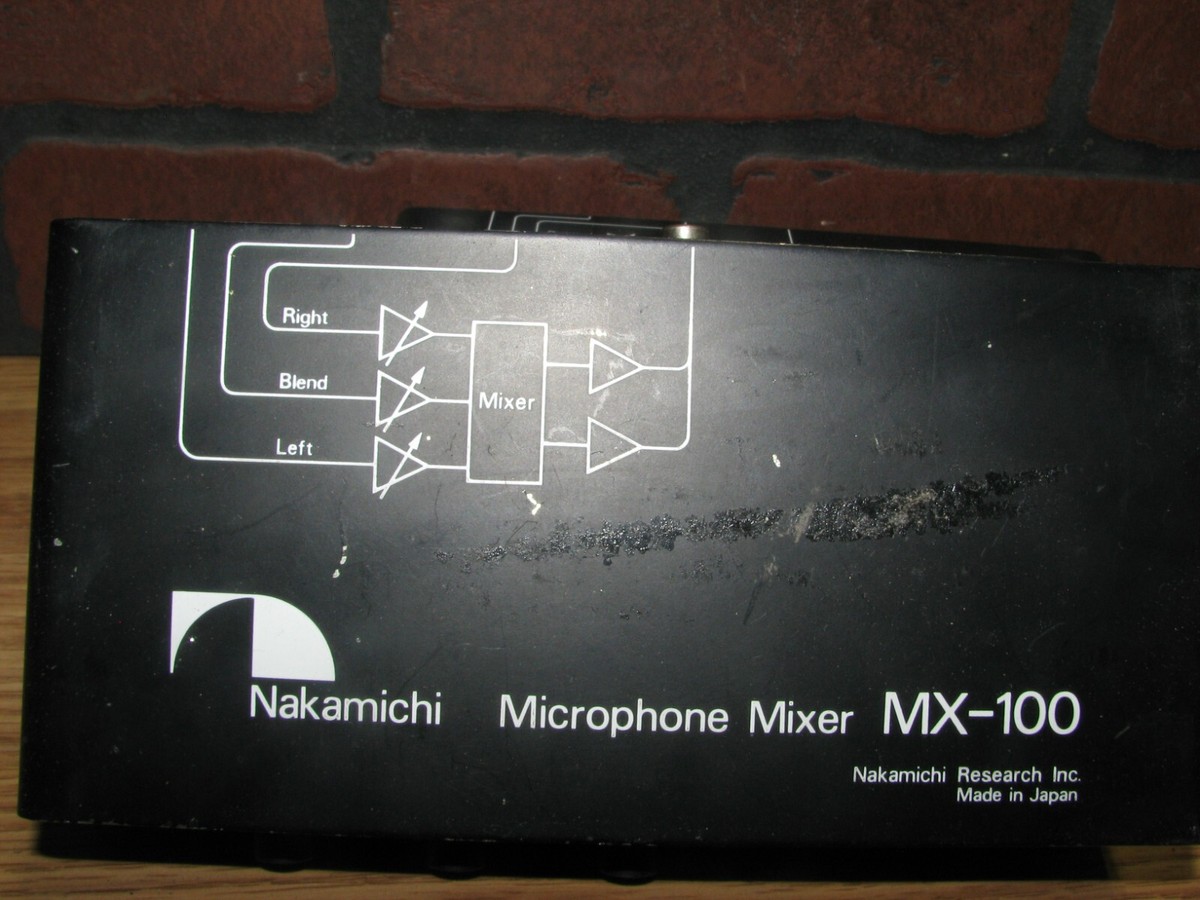 Right
Blend
Mixer
Left
Nakamichi Microphone Mixer MX-100
Nakamichi Research Inc.
Made in Japan